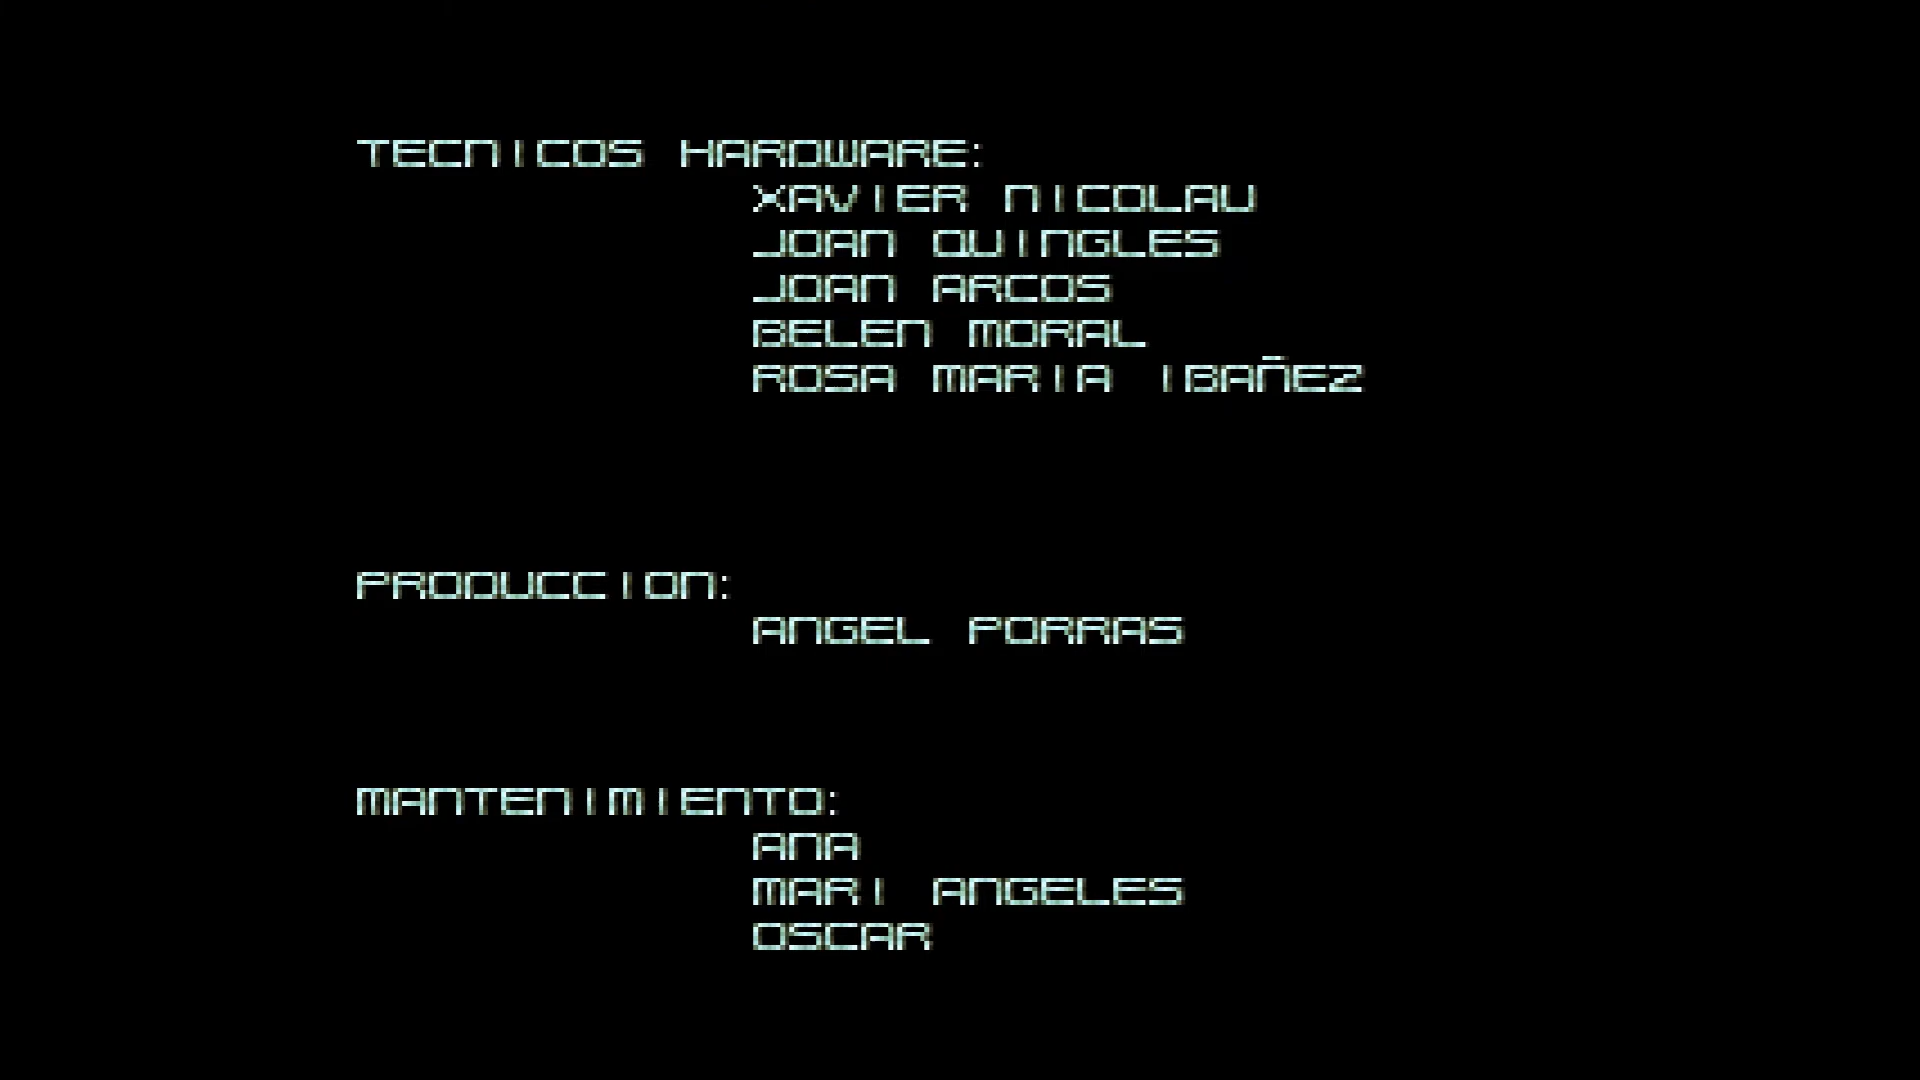 TECNICOS HARDWARE:
XAVIER NICOLAU
JOAN QUINGLES
JOAN ARCOS
BELEN MORAL
ROSA MARIA IBAÑEZ
PRODUCCION:
ANGEL PORRAS
MANTENIMIENTO:
ANA
MARI ANGELES
OSCAR